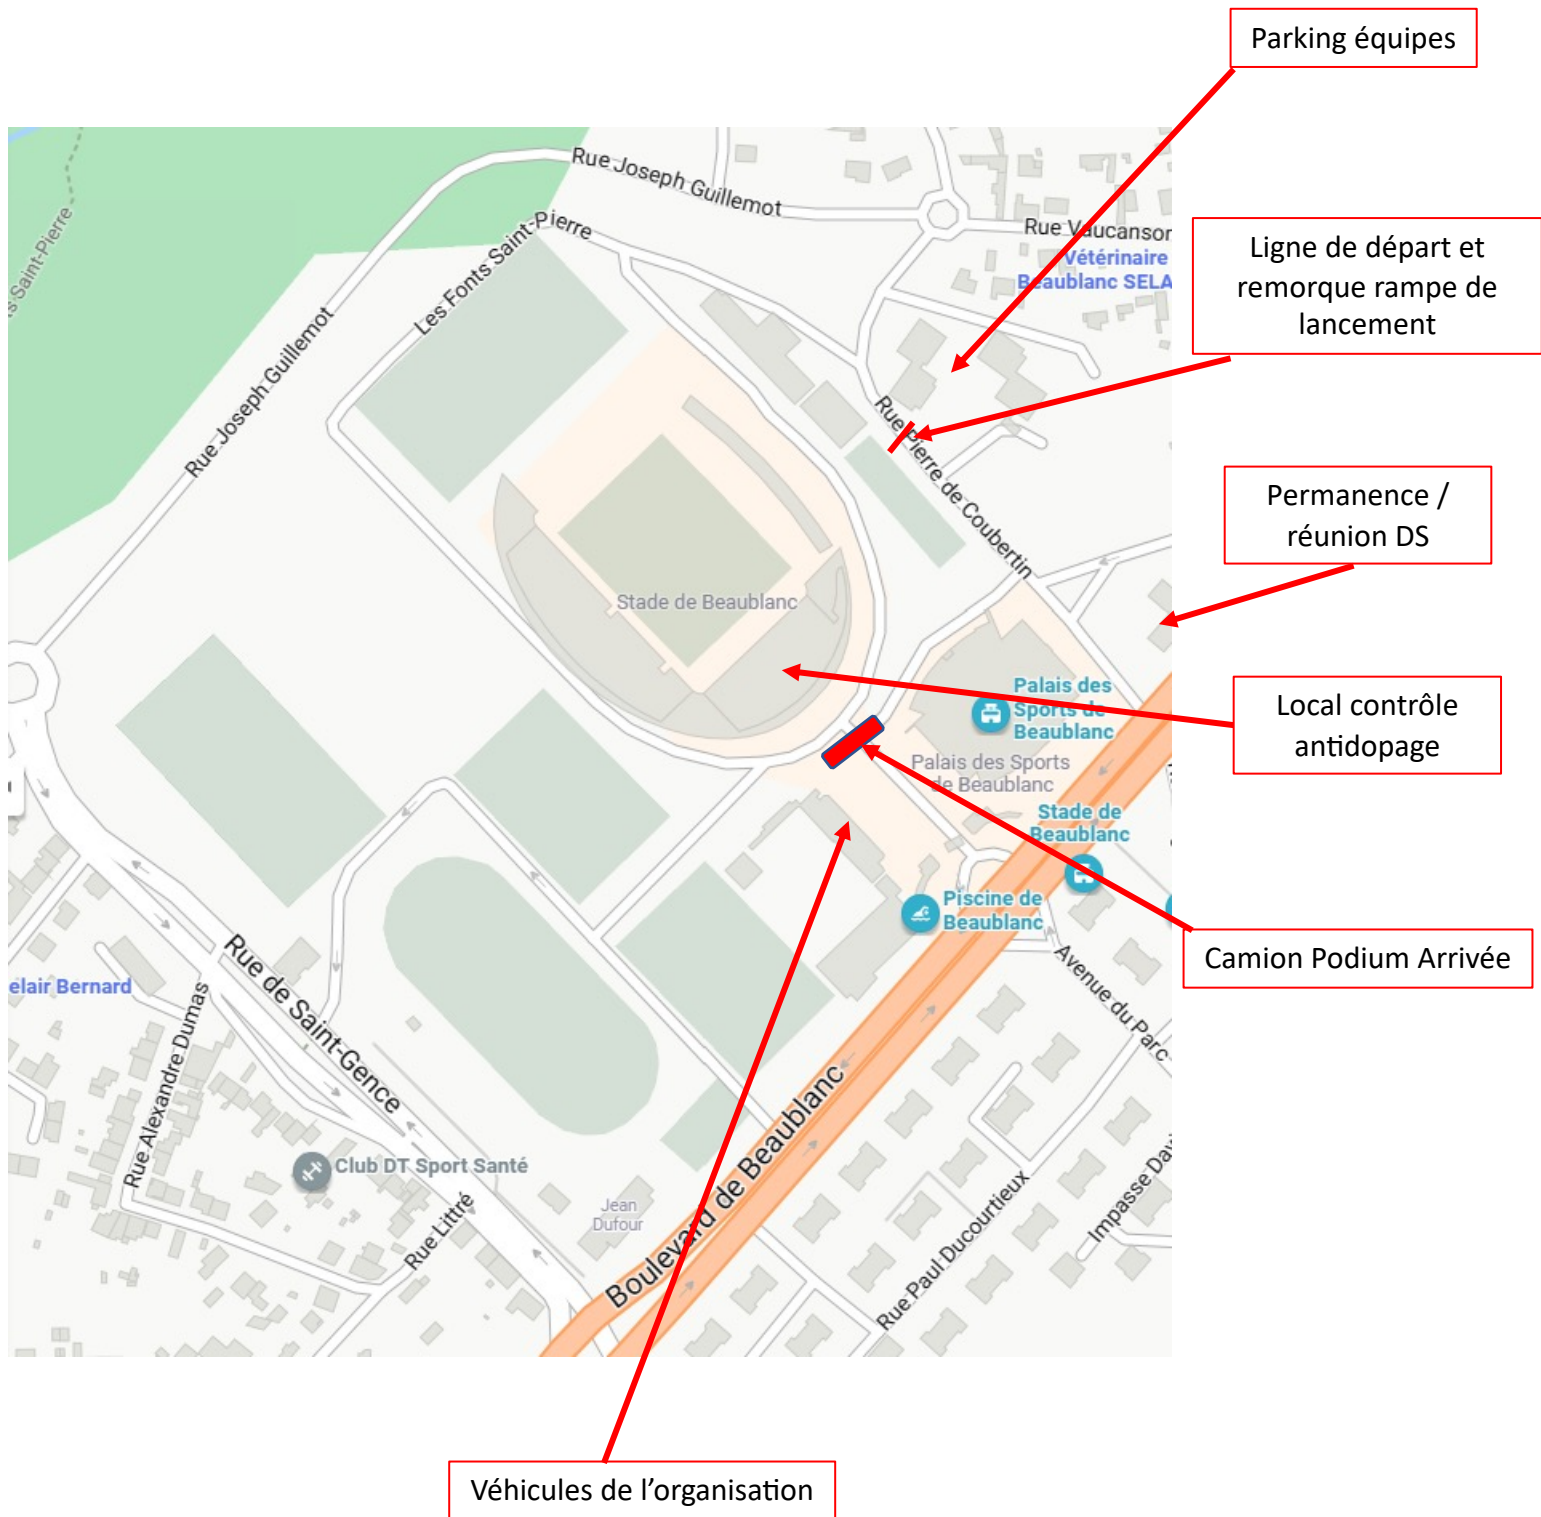 Parking équipes
Rue Joseph Guillemot
Les Fonts Saint-Pierre
Rue Vaucanson
Vétérinaire
Beaublanc SELA
Ligne de départ et
remorque rampe de
lancement
s Saint-Pierre
Rue Joseph Guillemot
Rue Pierre de Coubertin
Permanence /
réunion DS
Stade de Beaublanc
Palais des
Sports de
Beaublanc
Local contrôle
antidopage
Palais des Sports
de Beaublanc
Stade de
Beaublanc
Piscine de
Beaublanc
Camion Podium Arrivée
Avenue du Parc
elair Bernard
Rue de Saint-Gence
Rue Alexandre Dumas
Club DT Sport Santé
Rue Littré
Jean
Dufour
Boulevard de Beaublanc
Rue Paul Ducourtieux
Impasse Dav
Véhicules de l’organisation